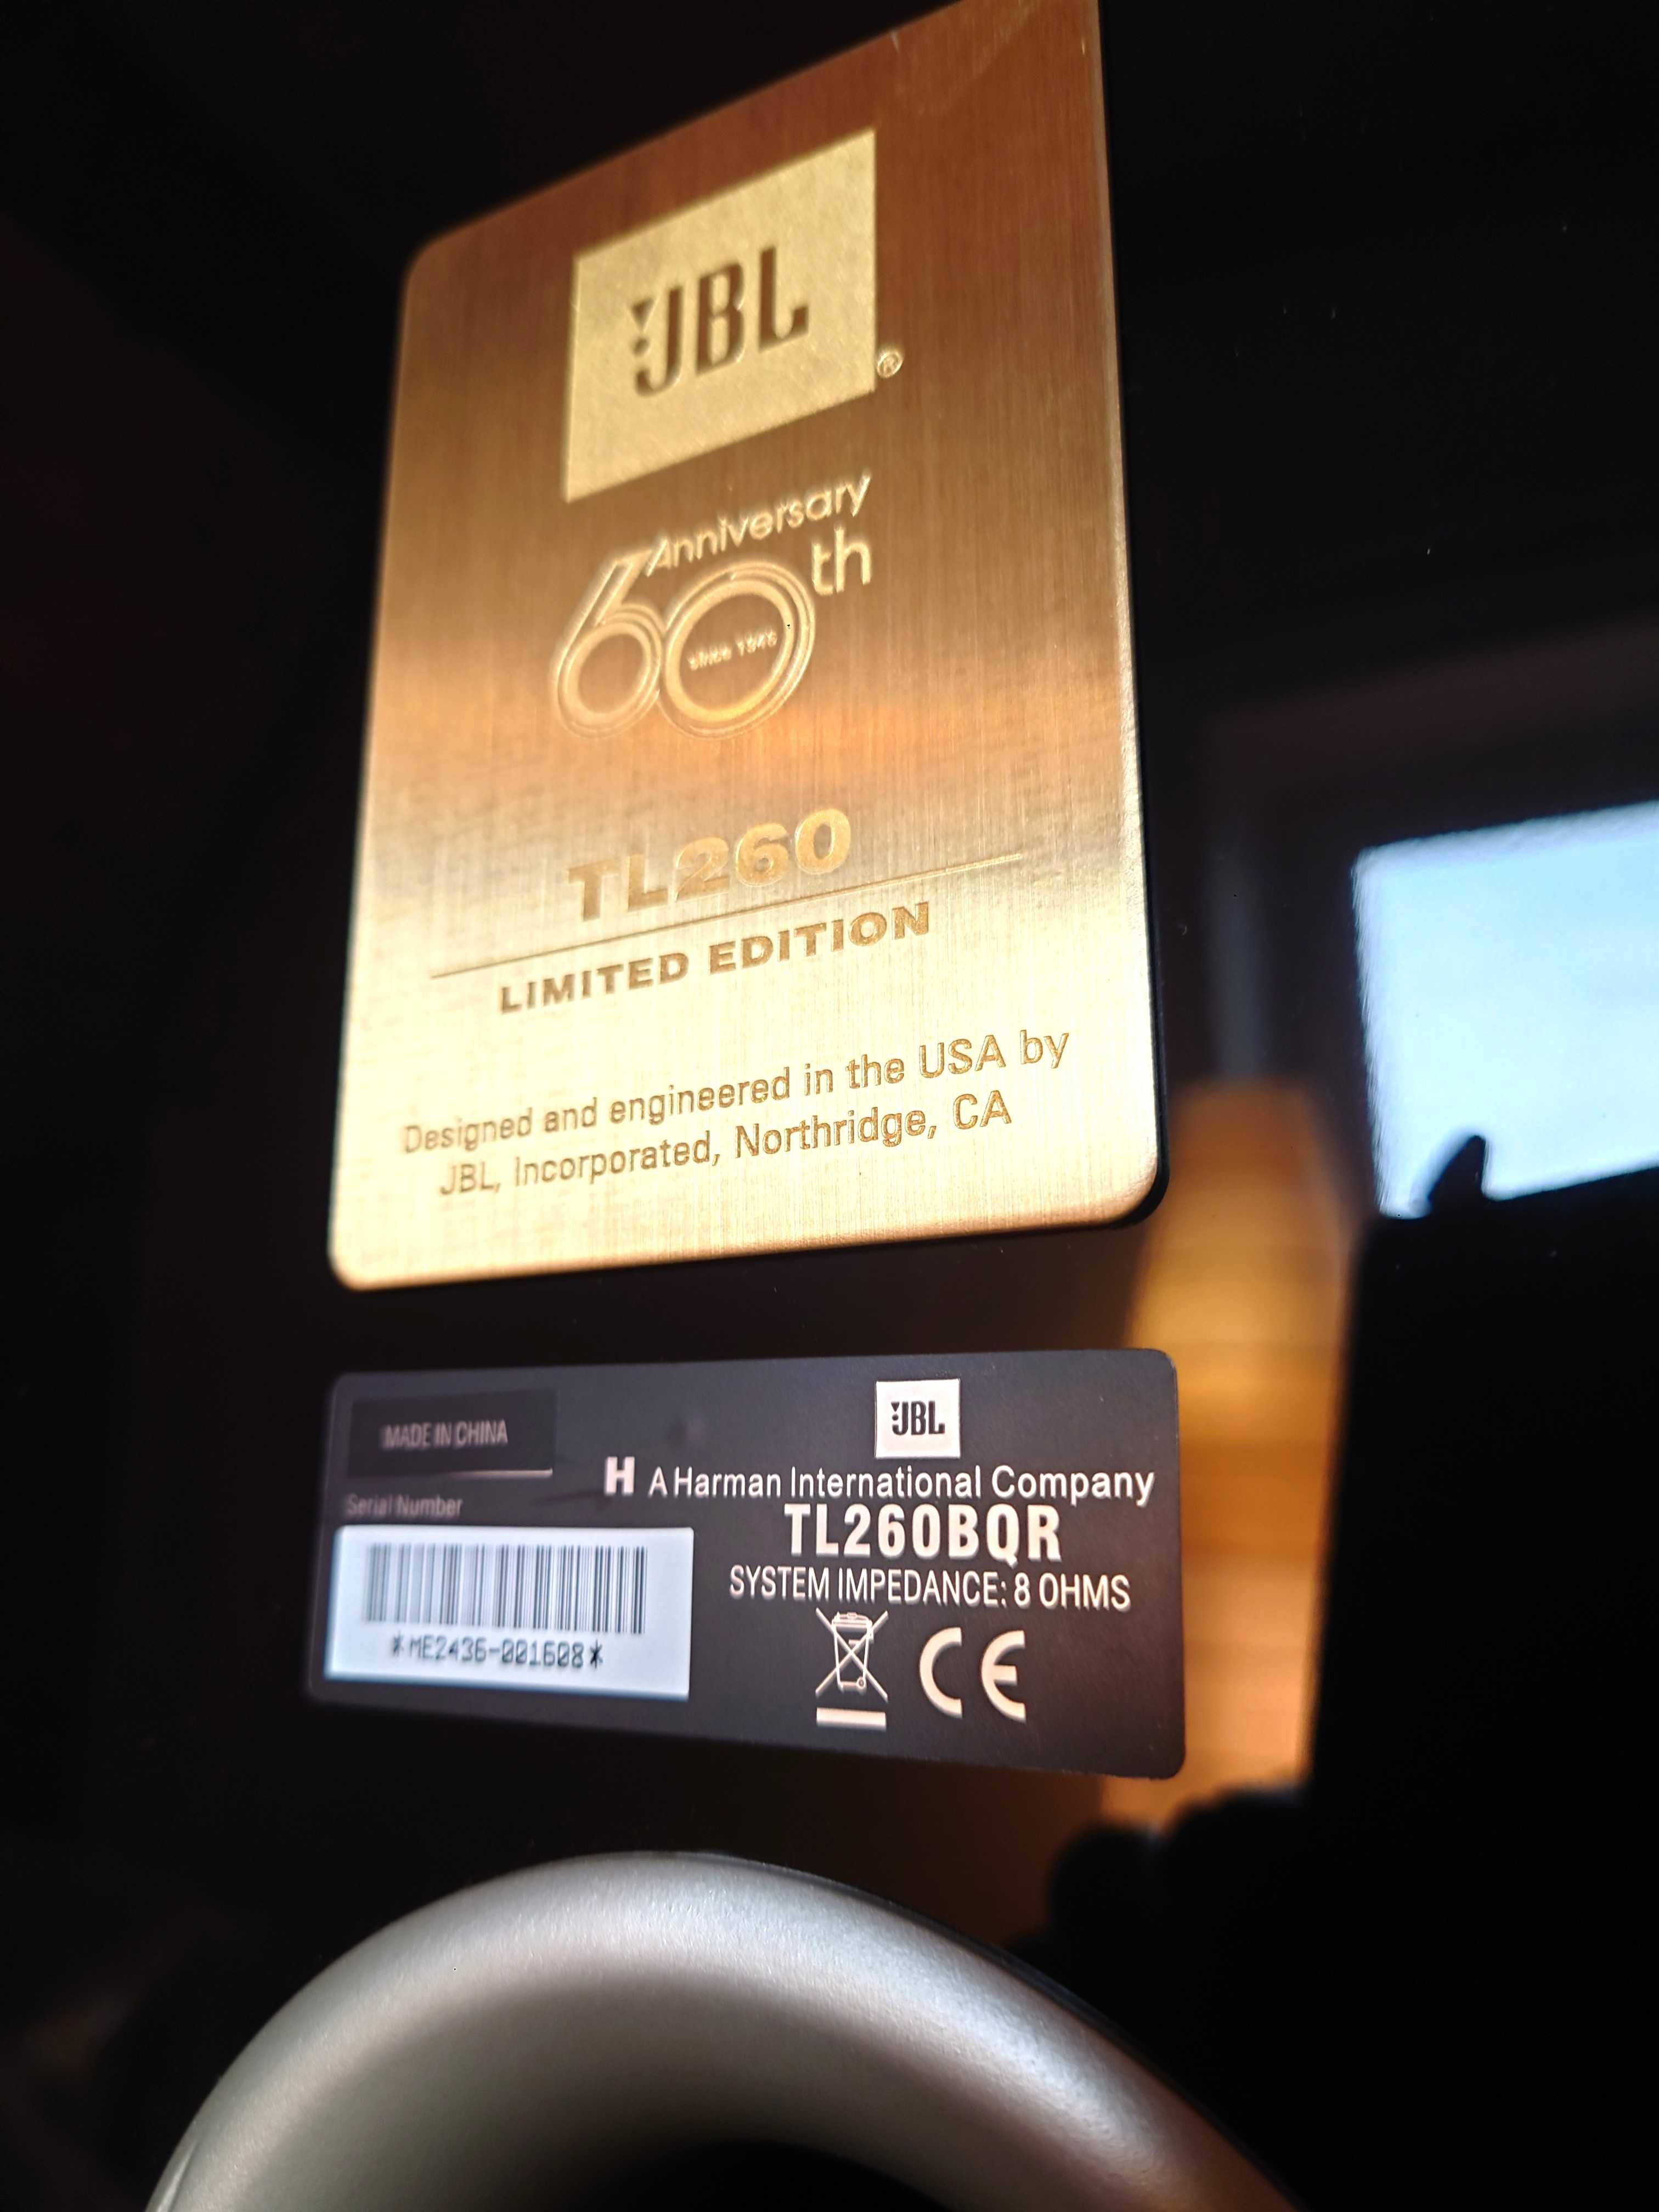 JBL
®
Anniversary
60th
since 1946
TL260
LIMITED EDITION
Designed and engineered in the USA by
JBL, Incorporated, Northridge, CA
MADE IN CHINA
Serial Number
*ME2436-001608*
JBL
H A Harman International Company
TL260BQR
SYSTEM IMPEDANCE: 8 OHMS
CE